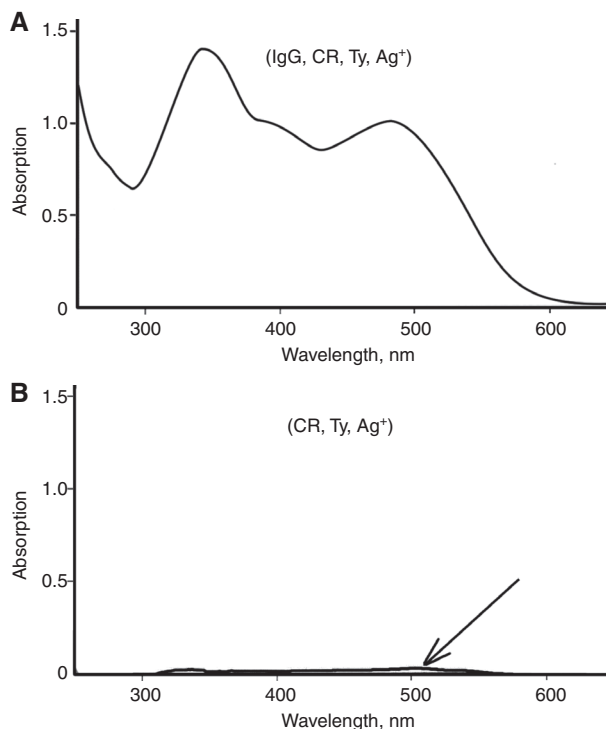 A
1.5
(IgG, CR, Ty, Ag⁺)
1.0
Absorption
0.5
0
300
400
500
600
Wavelength, nm
B
1.5
(CR, Ty, Ag⁺)
1.0
Absorption
0.5
0
300
400
500
600
Wavelength, nm